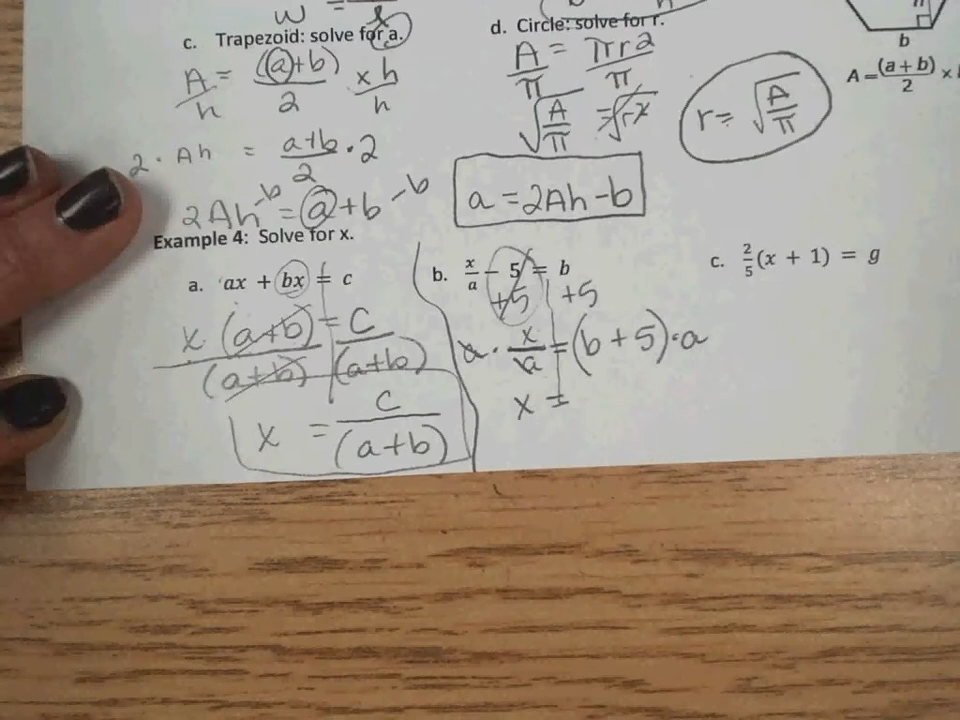 w =
c. Trapezoid: solve for a.
A/h = ((a)+b)/2 × h/h
2 · Ah = a+b/2 · 2
2Ah -b = a + b -b
a = 2Ah - b
d. Circle: solve for r.
A/π = πr2/π
√A/π = √r2
r = √A/π
b
A = (a + b)/2 ×
Example 4: Solve for x.
a. ax + bx = c
x (a+b)/(a+b) = c/(a+b)
x = c/(a+b)
b. x/a − 5 = b
+5 +5
a · x/a = (b + 5) · a
x =
c. 2/5(x + 1) = g